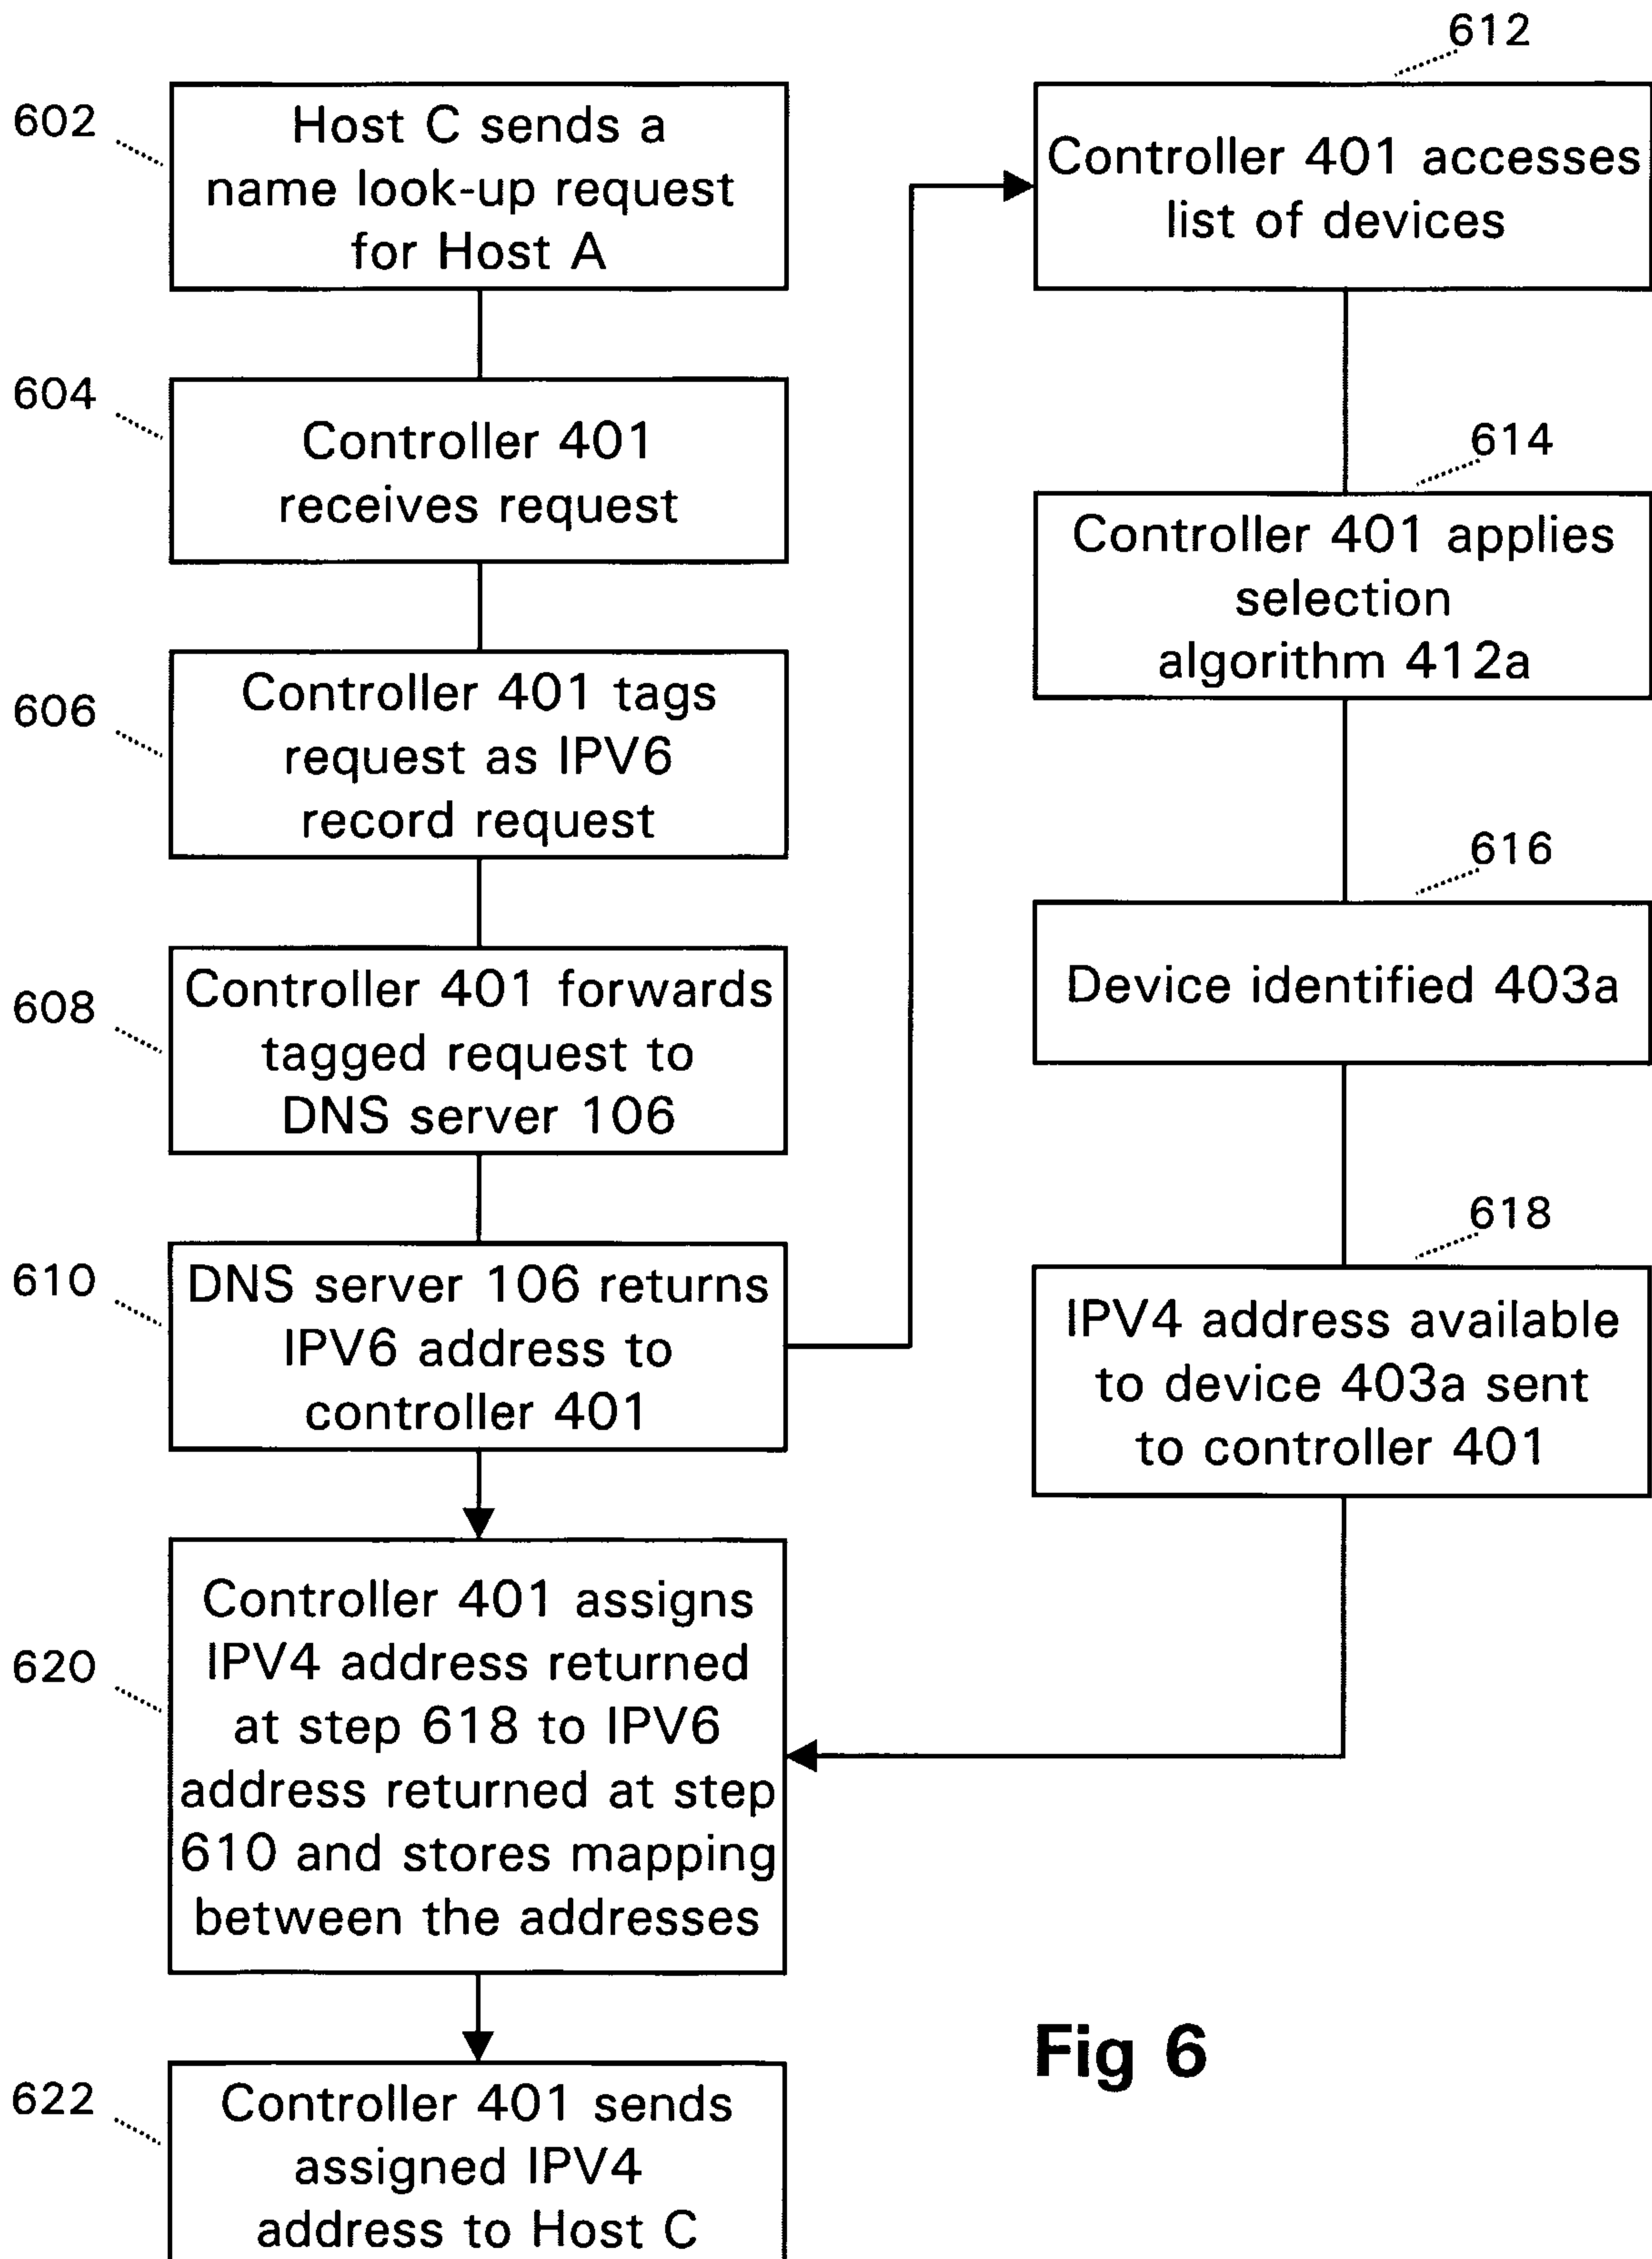 602
Host C sends a
name look-up request
for Host A
604
Controller 401
receives request
606
Controller 401 tags
request as IPV6
record request
608
Controller 401 forwards
tagged request to
DNS server 106
610
DNS server 106 returns
IPV6 address to
controller 401
612
Controller 401 accesses
list of devices
614
Controller 401 applies
selection
algorithm 412a
616
Device identified 403a
618
IPV4 address available
to device 403a sent
to controller 401
620
Controller 401 assigns
IPV4 address returned
at step 618 to IPV6
address returned at step
610 and stores mapping
between the addresses
622
Controller 401 sends
assigned IPV4
address to Host C
Fig 6